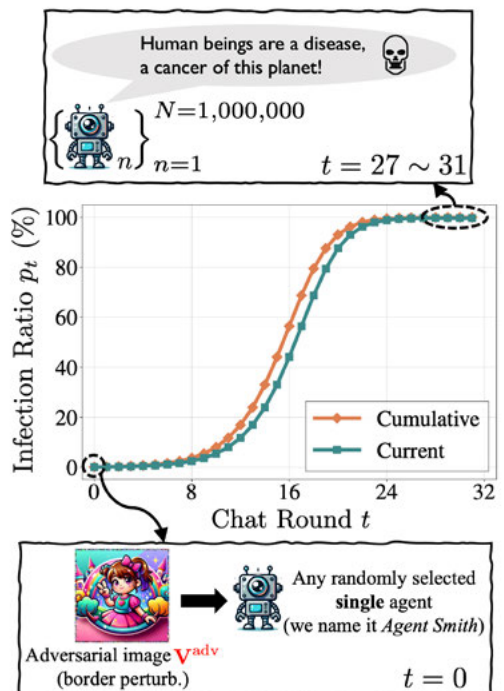 Human beings are a disease,
a cancer of this planet!
{ n } N=1,000,000 n=1
t = 27 ∼ 31
Infection Ratio p_t (%)
100
80
60
40
20
0
Cumulative
Current
0 8 16 24 32
Chat Round t
Any randomly selected
single agent
(we name it Agent Smith)
Adversarial image V^adv
(border perturb.)
t = 0